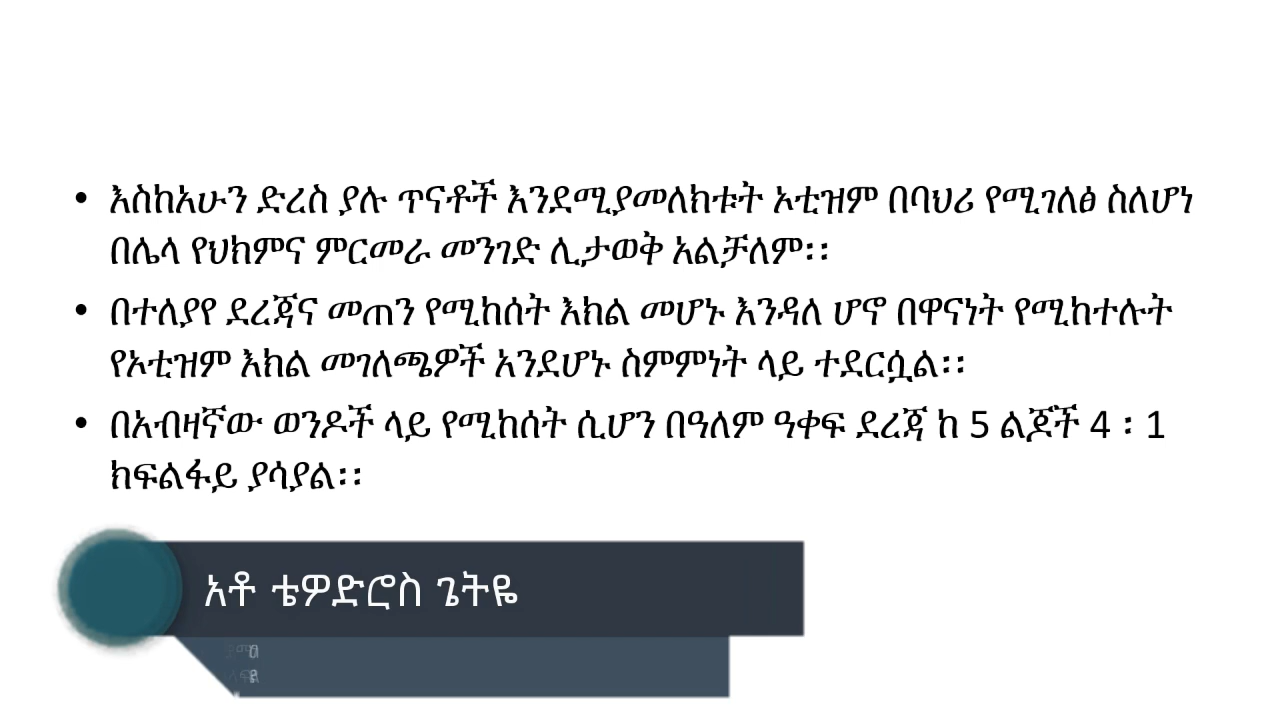 • እስከአሁን ድረስ ያሉ ጥናቶች እንደሚያመለክቱት ኦቲዝም በባህሪ የሚገለፅ ስለሆነ
በሌላ የህክምና ምርመራ መንገድ ሊታወቅ አልቻለም፡፡
• በተለያየ ደረጃና መጠን የሚከሰት እክል መሆኑ እንዳለ ሆኖ በዋናነት የሚከተሉት
የኦቲዝም እክል መገለጫዎች አንደሆኑ ስምምነት ላይ ተደርሷል፡፡
• በአብዛኛው ወንዶች ላይ የሚከሰት ሲሆን በዓለም ዓቀፍ ደረጃ ከ 5 ልጆች 4 ፡ 1
ክፍልፋይ ያሳያል፡፡
አቶ ቴዎድሮስ ጌትዬ